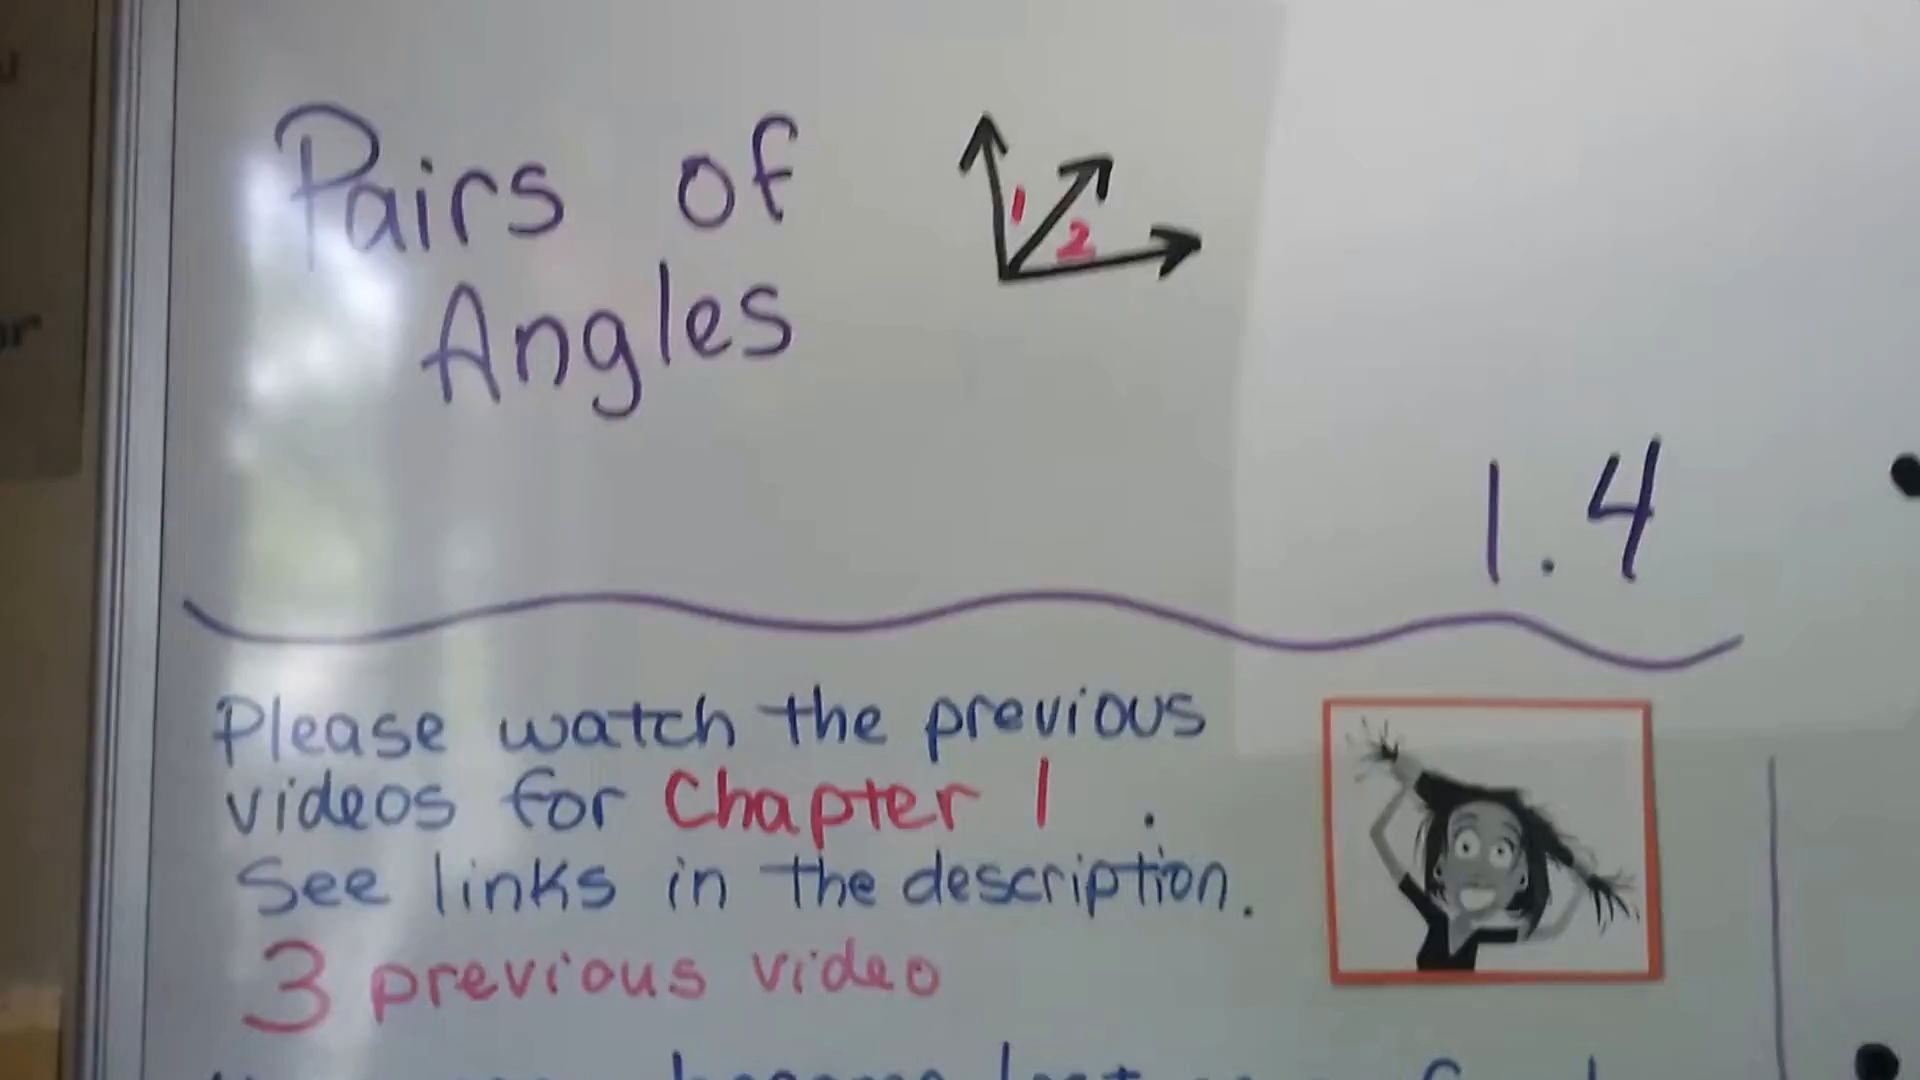 Pairs of
Angles
1
2
1.4
Please watch the previous
videos for Chapter 1 .
See links in the description.
3 previous video